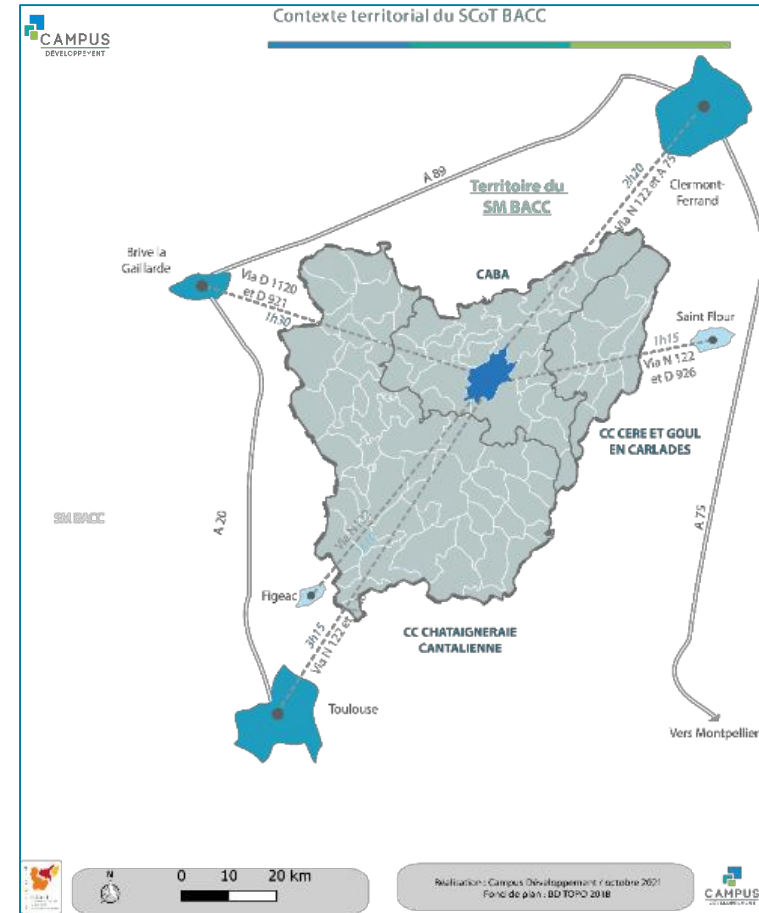 Contexte territorial du SCoT BACC
CAMPUS
DÉVELOPPEMENT
A 89
2h20
Via N 122 et A 75
Clermont-
Ferrand
Territoire du
SM BACC
Brive la
Gaillarde
Via D 1120
et D 921
1h30
CABA
Saint Flour
1h15
Via N 122
et D 926
CC CERE ET GOUL
EN CARLADES
SM BACC
A 20
A 75
Via N 122
Figeac
CC CHATAIGNERAIE
CANTALIENNE
3h15
Via N 122 et
Toulouse
Vers Montpellier
N
0 10 20 km
Réalisation : Campus Développement / octobre 2021
Fond de plan : BD TOPO 2018
CAMPUS
DÉVELOPPEMENT